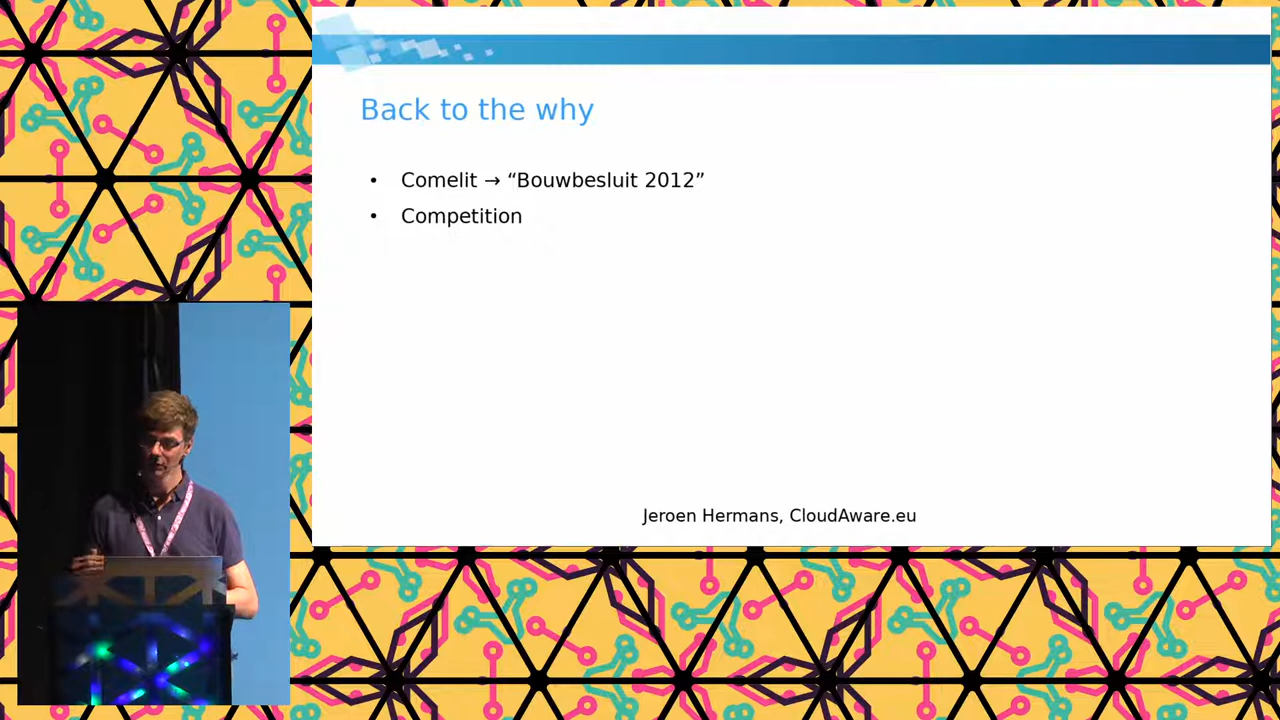 Back to the why
• Comelit → “Bouwbesluit 2012”
• Competition
Jeroen Hermans, CloudAware.eu